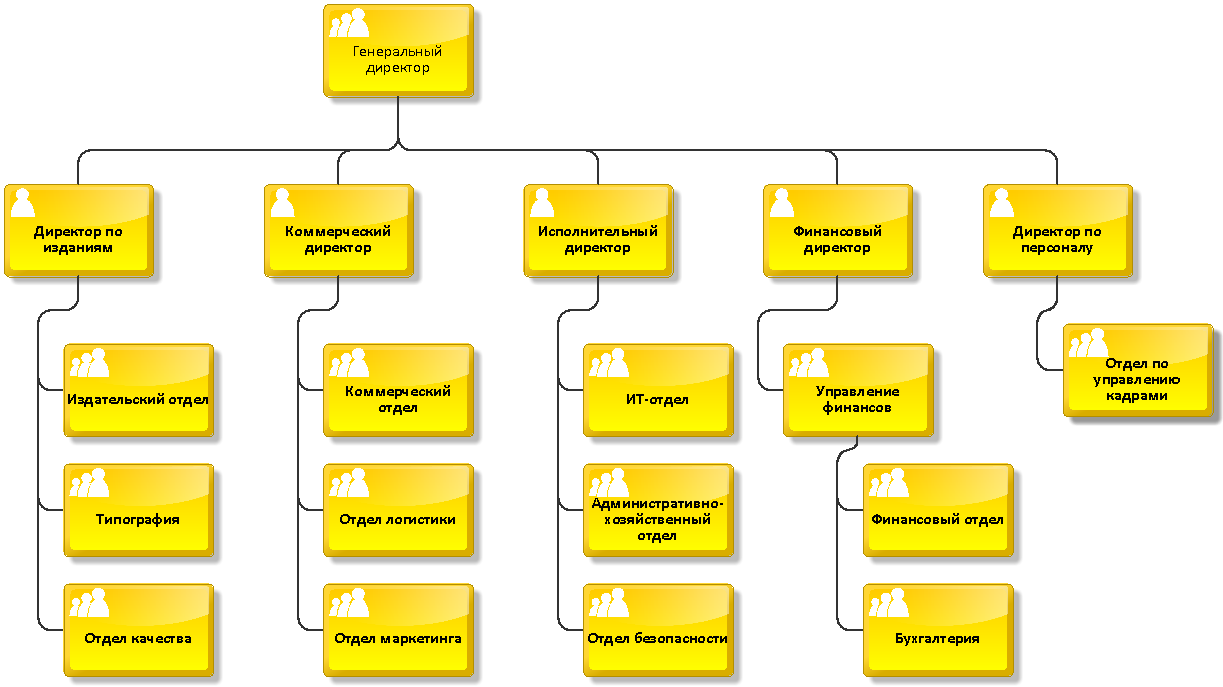 Генеральный
директор
Директор по
изданиям
Коммерческий
директор
Исполнительный
директор
Финансовый
директор
Директор по
персоналу
Издательский отдел
Типография
Отдел качества
Коммерческий
отдел
Отдел логистики
Отдел маркетинга
ИТ-отдел
Административно-
хозяйственный
отдел
Отдел безопасности
Управление
финансов
Финансовый отдел
Бухгалтерия
Отдел по
управлению
кадрами